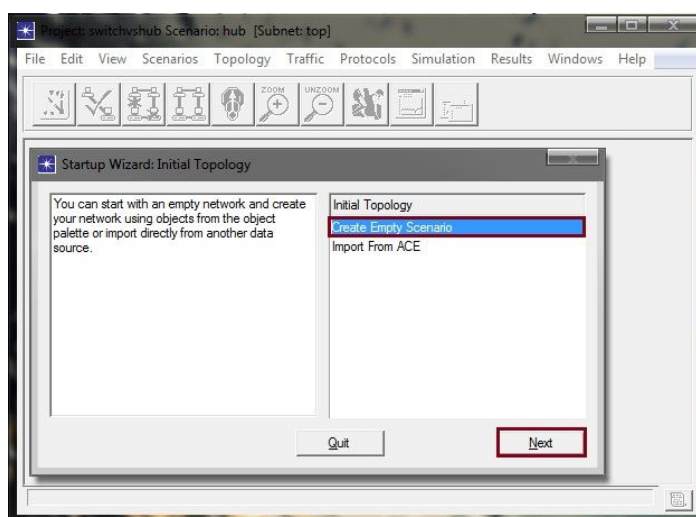 Project: switchvshub Scenario: hub [Subnet: top]
File Edit View Scenarios Topology Traffic Protocols Simulation Results Windows Help
ZOOM UNZOOM
Startup Wizard: Initial Topology
You can start with an empty network and create
your network using objects from the object
palette or import directly from another data
source.
Initial Topology
Create Empty Scenario
Import From ACE
Quit Next